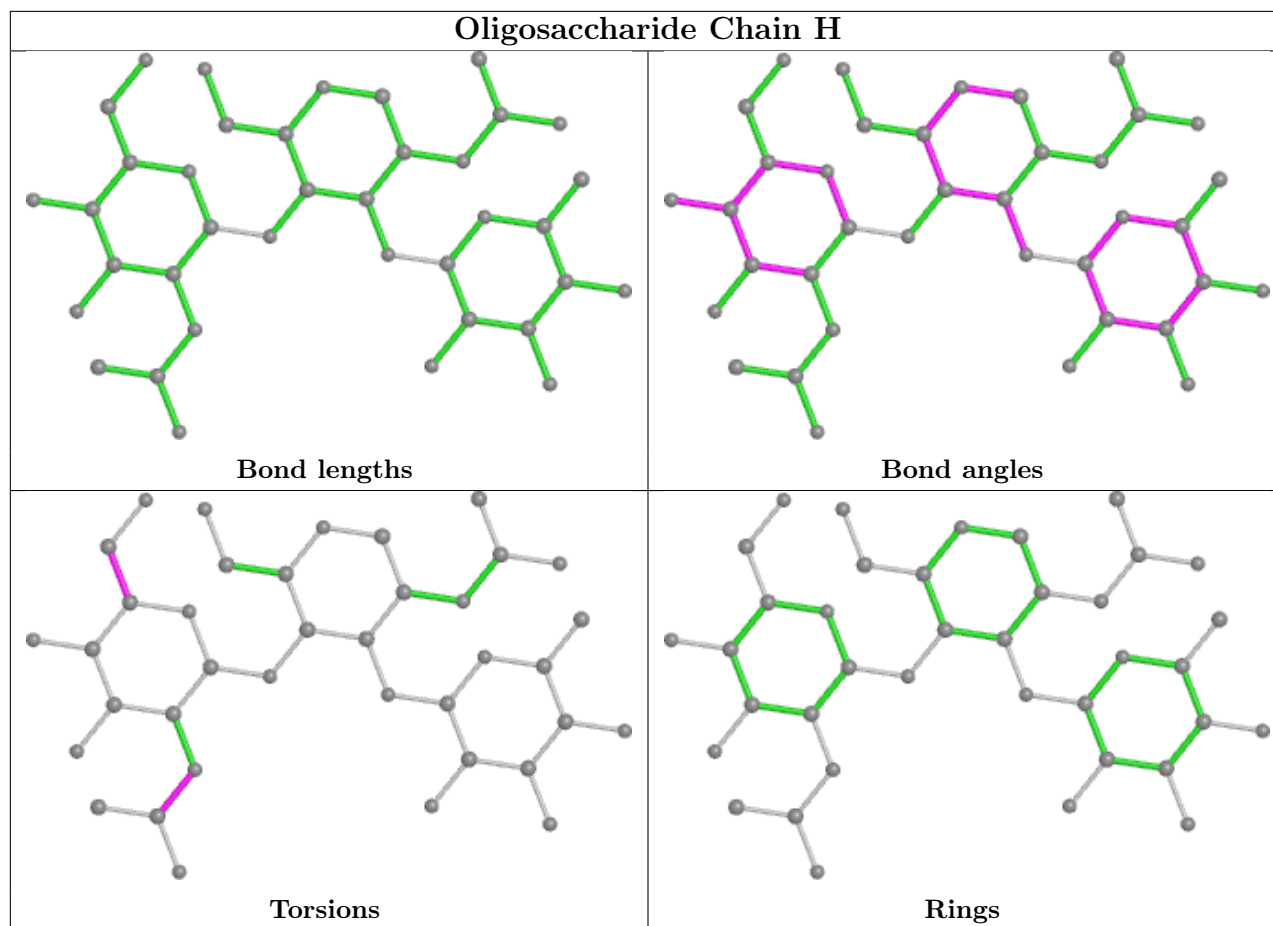 Oligosaccharide Chain H
Bond lengths
Bond angles
Torsions
Rings